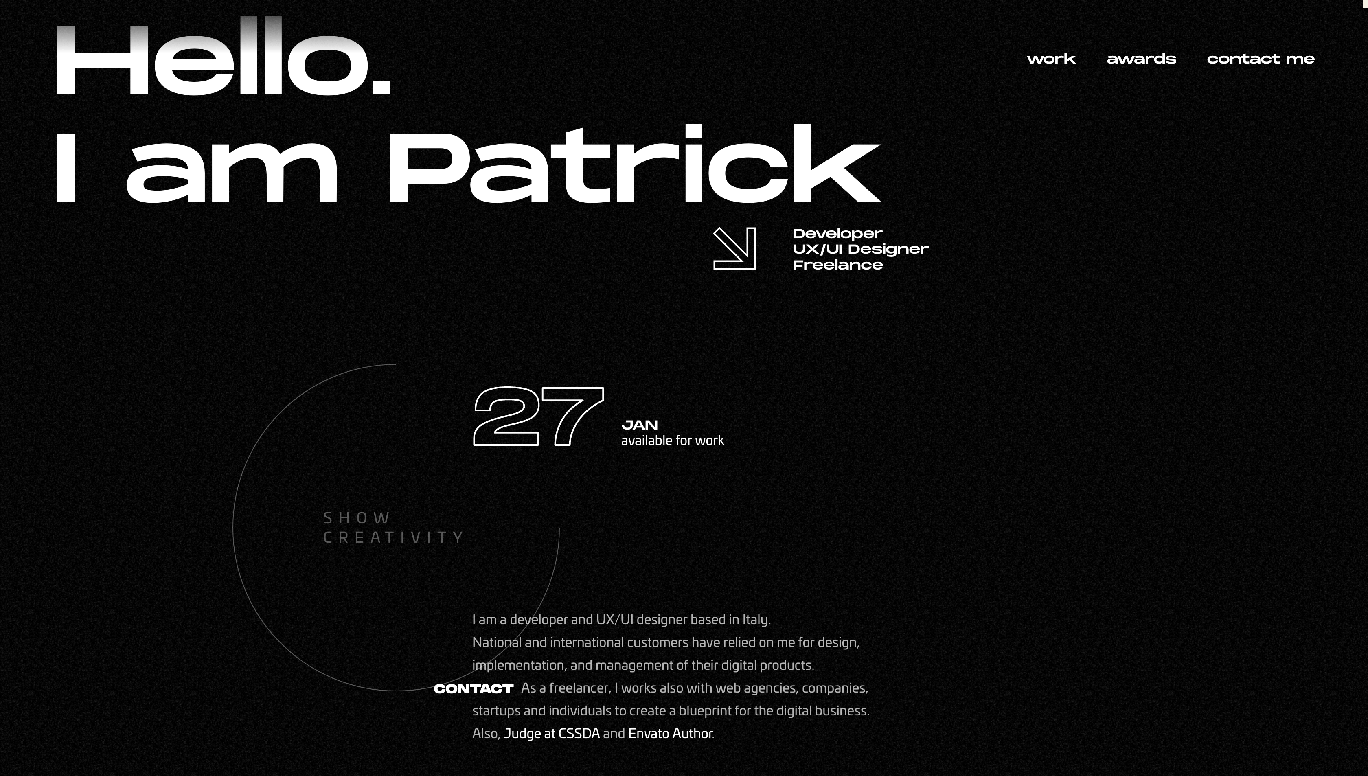 Hello.
work awards contact me
I am Patrick
Developer
UX/UI Designer
Freelance
27
JAN
available for work
SHOW
CREATIVITY
I am a developer and UX/UI designer based in Italy.
National and international customers have relied on me for design,
implementation, and management of their digital products.
CONTACT As a freelancer, I works also with web agencies, companies,
startups and individuals to create a blueprint for the digital business.
Also, Judge at CSSDA and Envato Author.